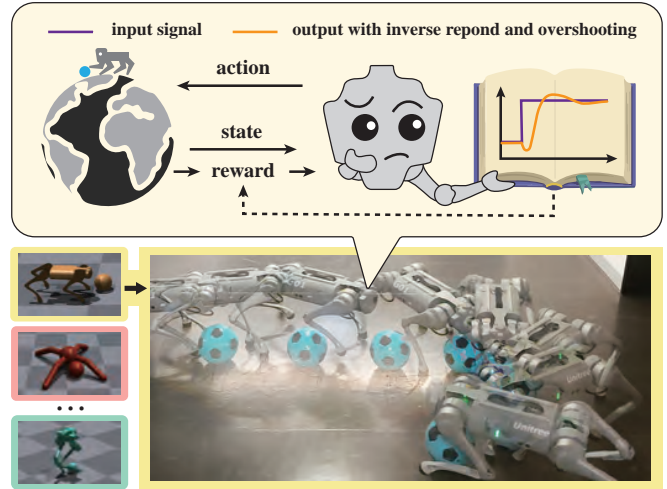 input signal
output with inverse repond and overshooting
action
state
reward
...
Unitree